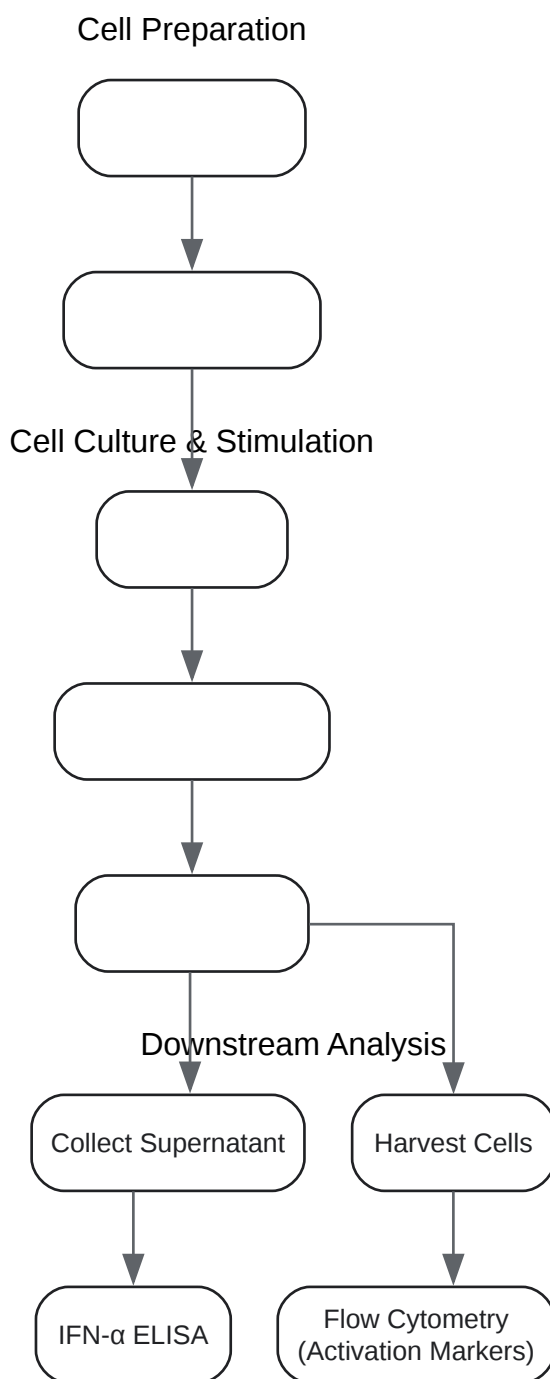 Cell Preparation
Cell Culture & Stimulation
Downstream Analysis
Collect Supernatant
Harvest Cells
IFN-α ELISA
Flow Cytometry
(Activation Markers)